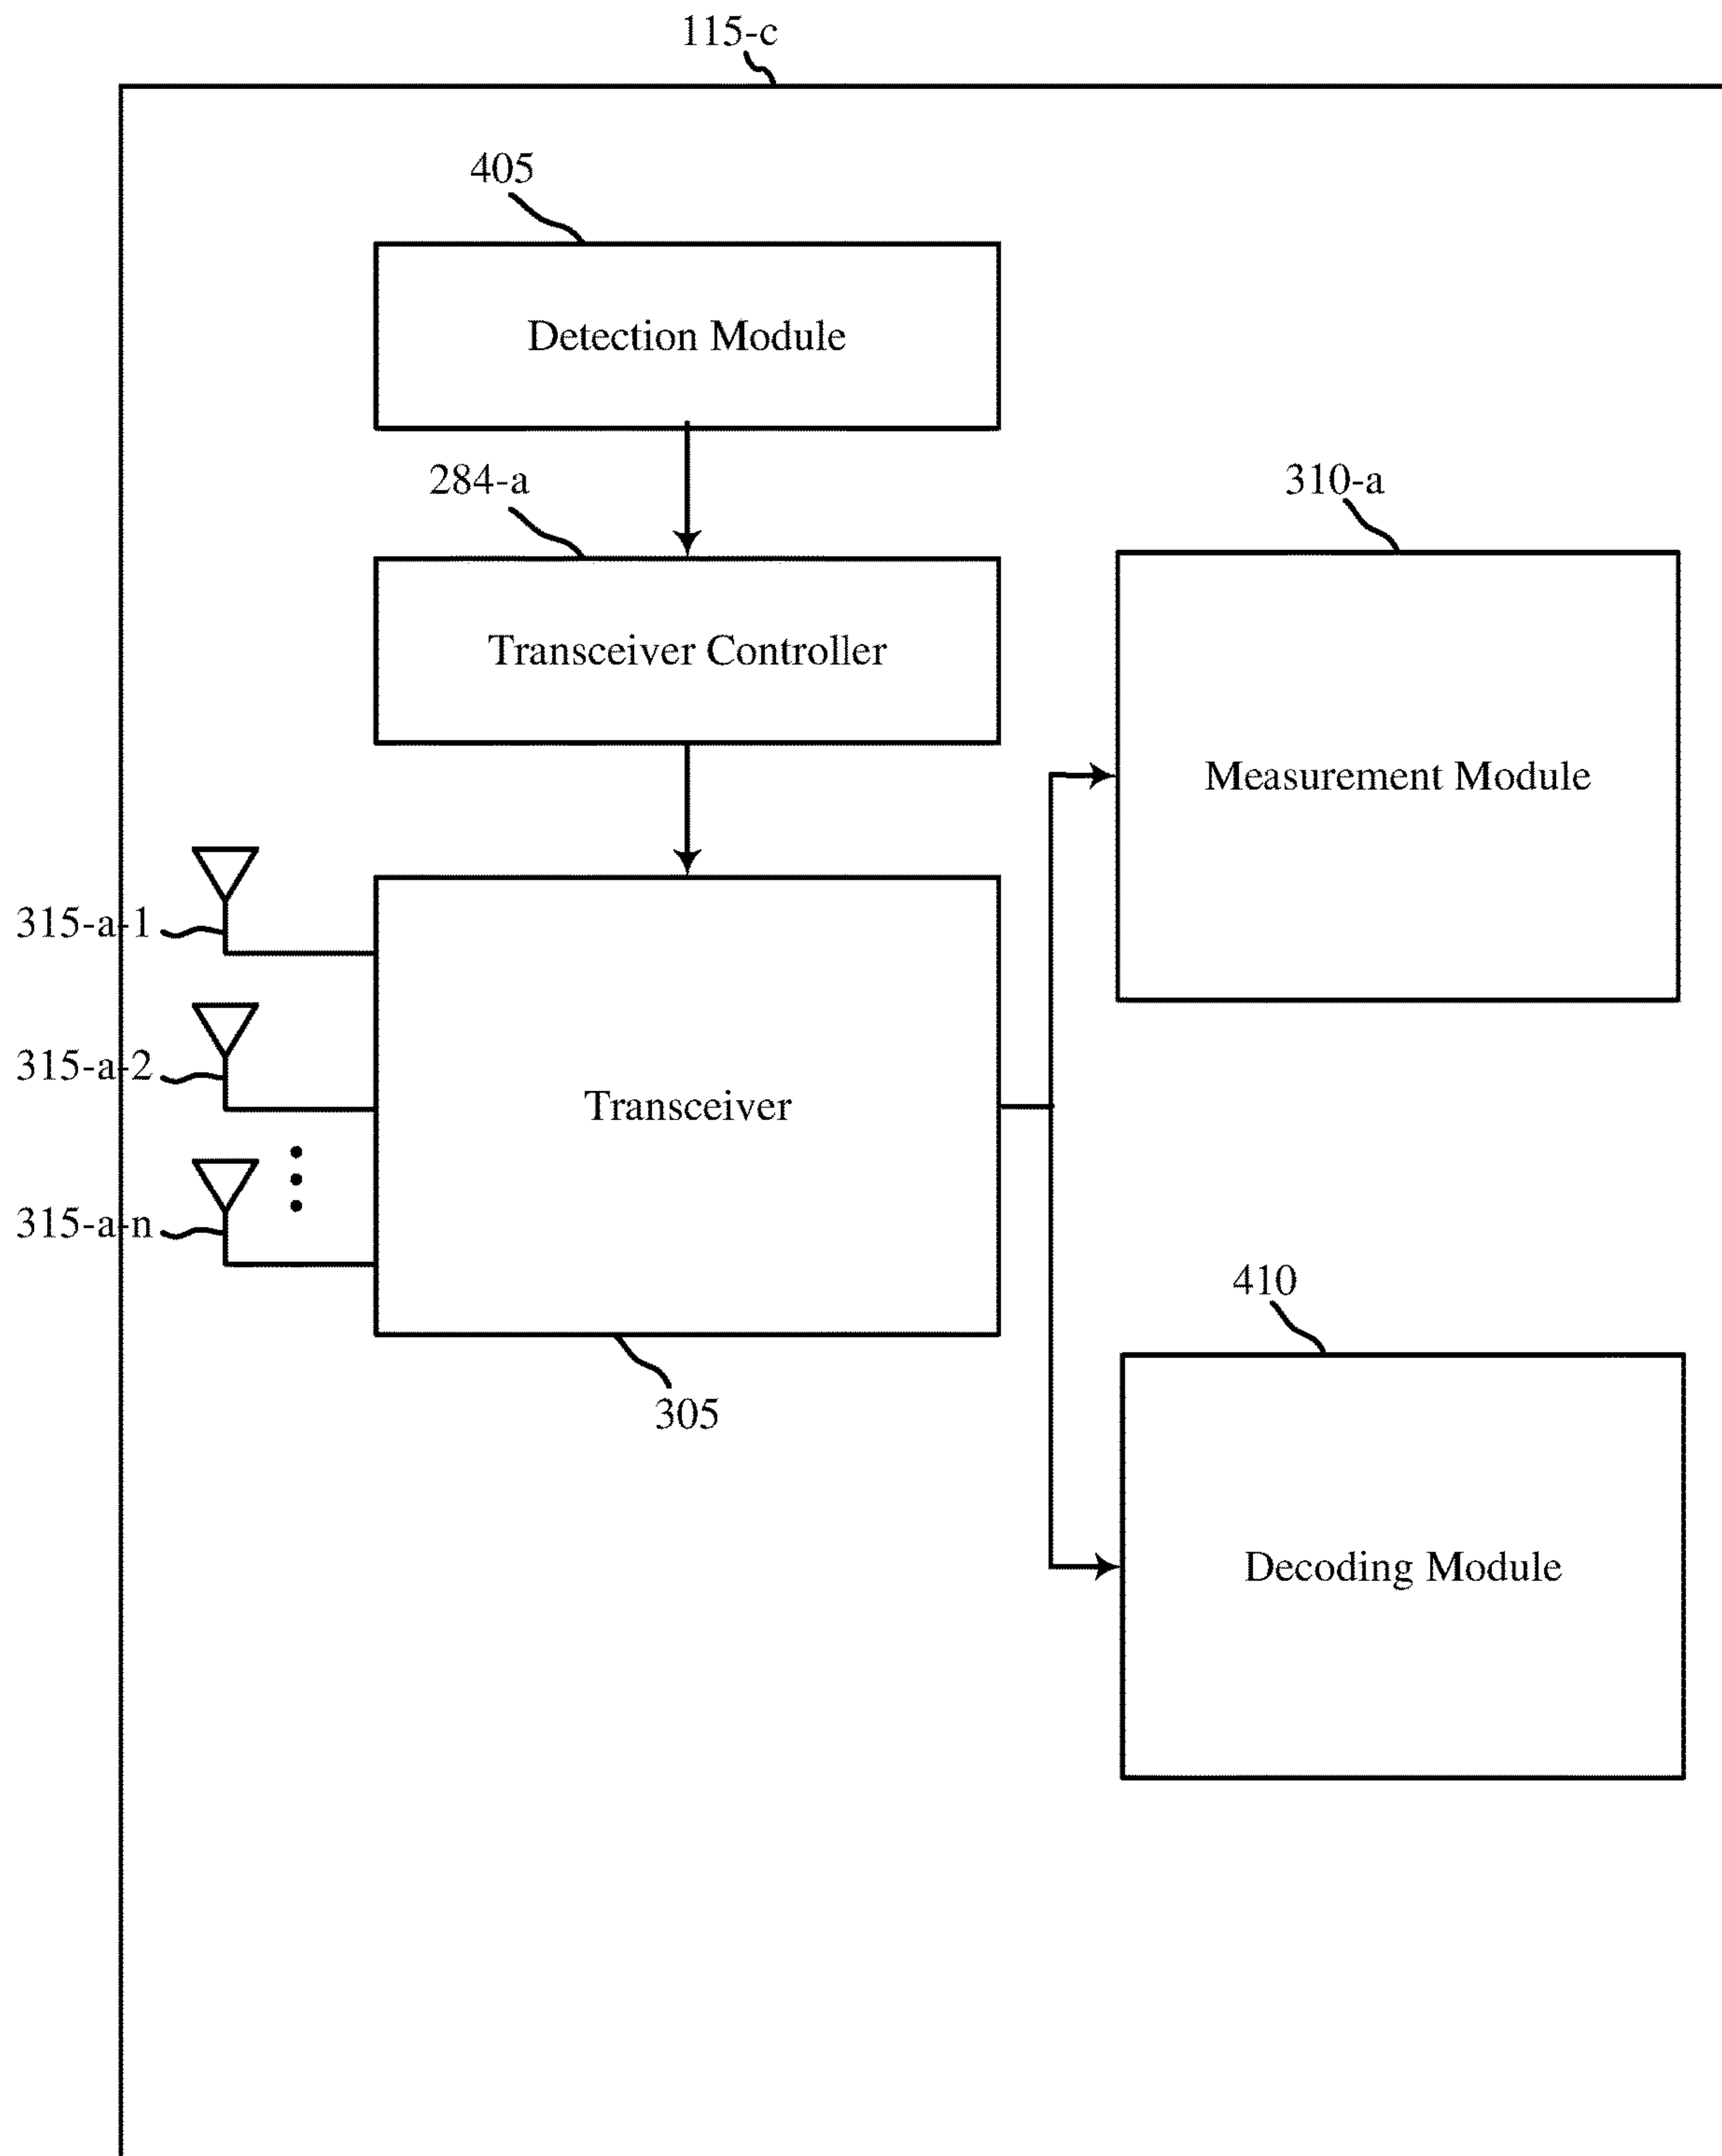 115-c
405
Detection Module
284-a
310-a
Transceiver Controller
Measurement Module
315-a-1
315-a-2
Transceiver
315-a-n
410
305
Decoding Module